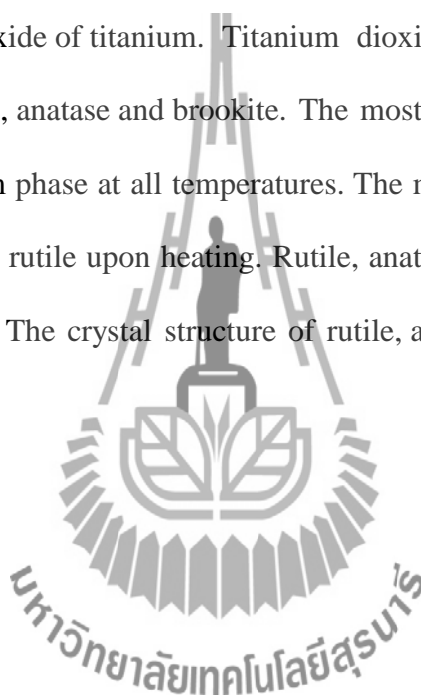 xide of titanium. Titanium dioxi
, anatase and brookite. The most
phase at all temperatures. The
rutile upon heating. Rutile, anat
The crystal structure of rutile, a
มหาวิทยาลัยเทคโนโลยีสุรนารี